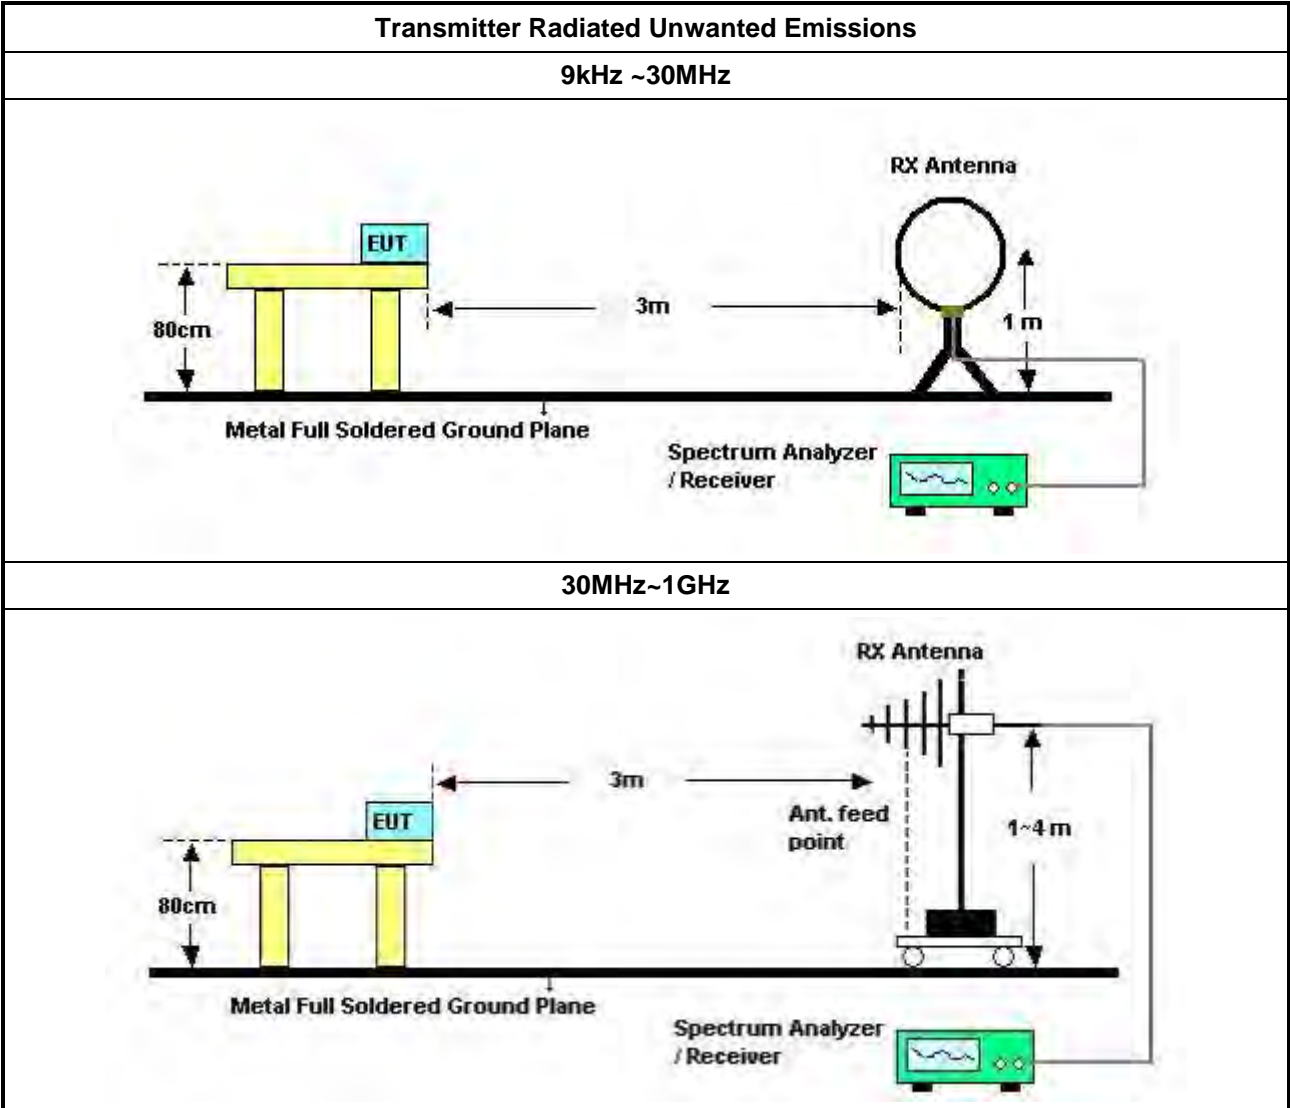 Transmitter Radiated Unwanted Emissions
9kHz ~30MHz
RX Antenna
EUT
3m
80cm
1 m
Metal Full Soldered Ground Plane
Spectrum Analyzer
/ Receiver
30MHz~1GHz
RX Antenna
3m
Ant. feed
point
EUT
1~4 m
80cm
Metal Full Soldered Ground Plane
Spectrum Analyzer
/ Receiver